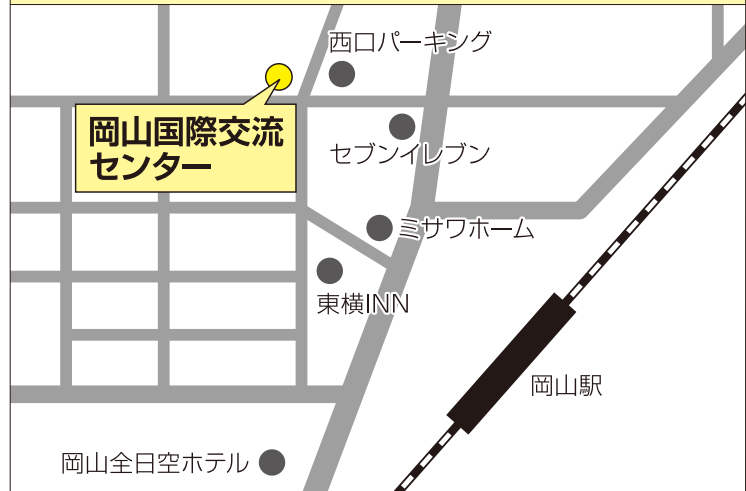 西口パーキング
岡山国際交流
センター
セブンイレブン
ミサワホーム
東横INN
岡山駅
岡山全日空ホテル